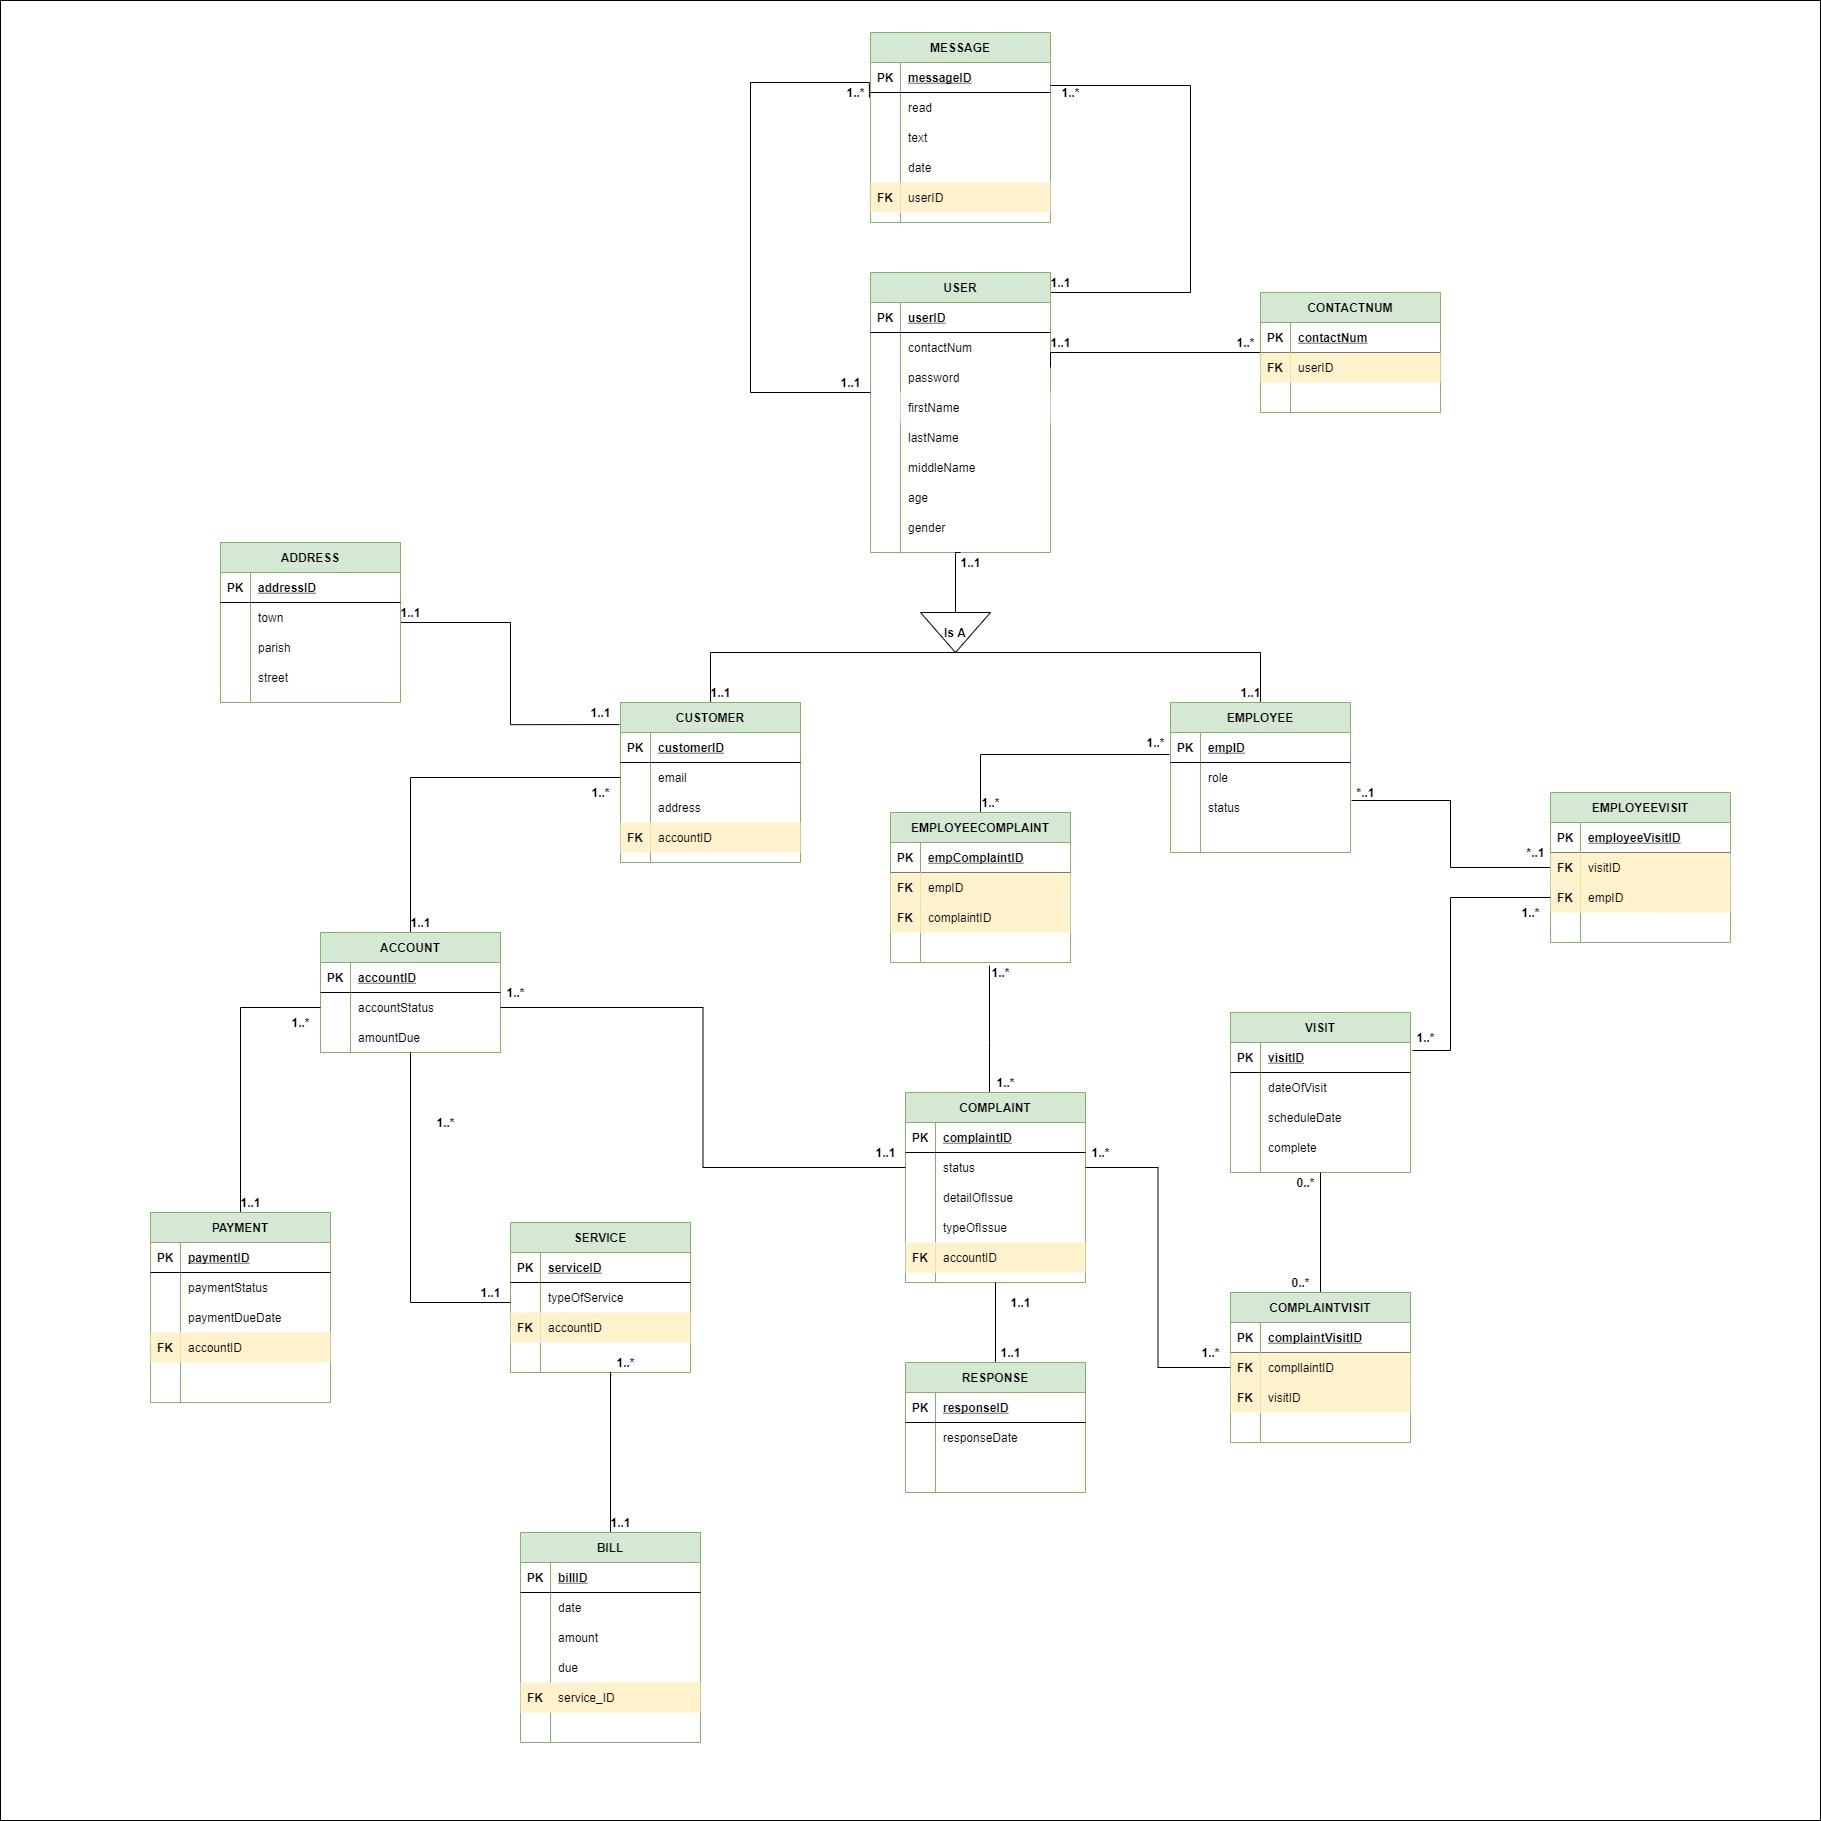 MESSAGE
PK messageID
1..*
1..*
read
text
date
FK userID
USER
1..1
PK userID
contactNum
password
firstName
lastName
middleName
age
gender
1..1
1..1
1..*
CONTACTNUM
PK contactNum
FK userID
1..1
Is A
ADDRESS
PK addressID
town
parish
street
1..1
1..1
1..1
1..1
CUSTOMER
PK customerID
email
address
FK accountID
1..*
1..1
EMPLOYEE
PK empID
role
status
1..*
1..*
*..1
EMPLOYEECOMPLAINT
PK empComplaintID
FK empID
FK complaintID
1..*
EMPLOYEEVISIT
PK employeeVisitID
FK visitID
FK empID
*..1
1..*
ACCOUNT
PK accountID
accountStatus
amountDue
1..*
1..*
1..*
1..1
VISIT
PK visitID
dateOfVisit
scheduleDate
complete
1..*
0..*
1..*
COMPLAINT
PK complaintID
status
detailOfIssue
typeOfIssue
FK accountID
1..1
1..*
1..1
PAYMENT
PK paymentID
paymentStatus
paymentDueDate
FK accountID
SERVICE
PK serviceID
typeOfService
FK accountID
1..1
1..*
0..*
COMPLAINTVISIT
PK complaintVisitID
FK compllaintID
FK visitID
1..*
1..1
RESPONSE
PK responseID
responseDate
1..1
BILL
PK billID
date
amount
due
FK service_ID